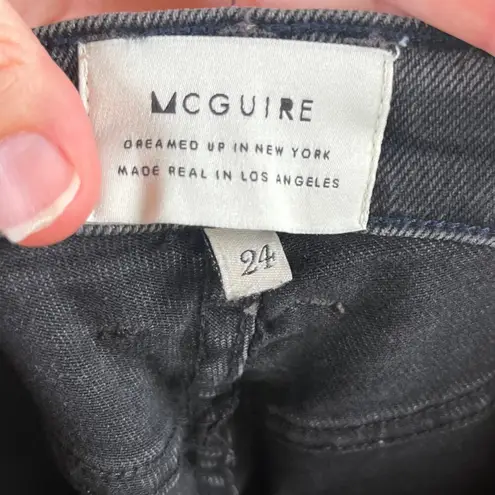 MCGUIRE
DREAMED UP IN NEW YORK
MADE REAL IN LOS ANGELES
24